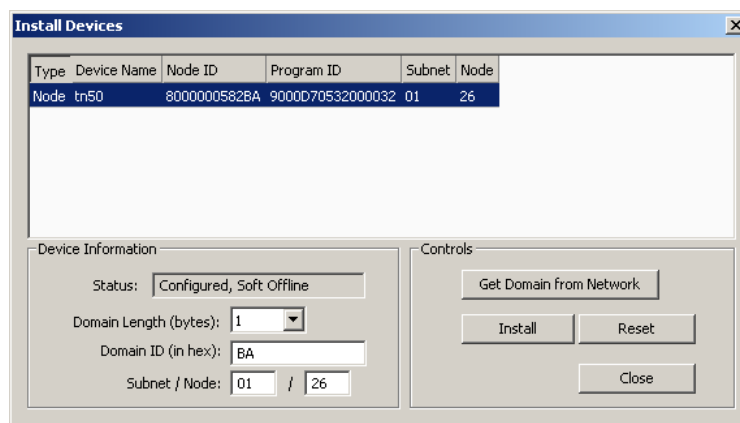 Install Devices
Type Device Name Node ID Program ID Subnet Node
Node tn50 8000000582BA 9000D70532000032 01 26
Device Information
Status: Configured, Soft Offline
Domain Length (bytes): 1
Domain ID (in hex): BA
Subnet / Node: 01 / 26
Controls
Get Domain from Network
Install Reset
Close